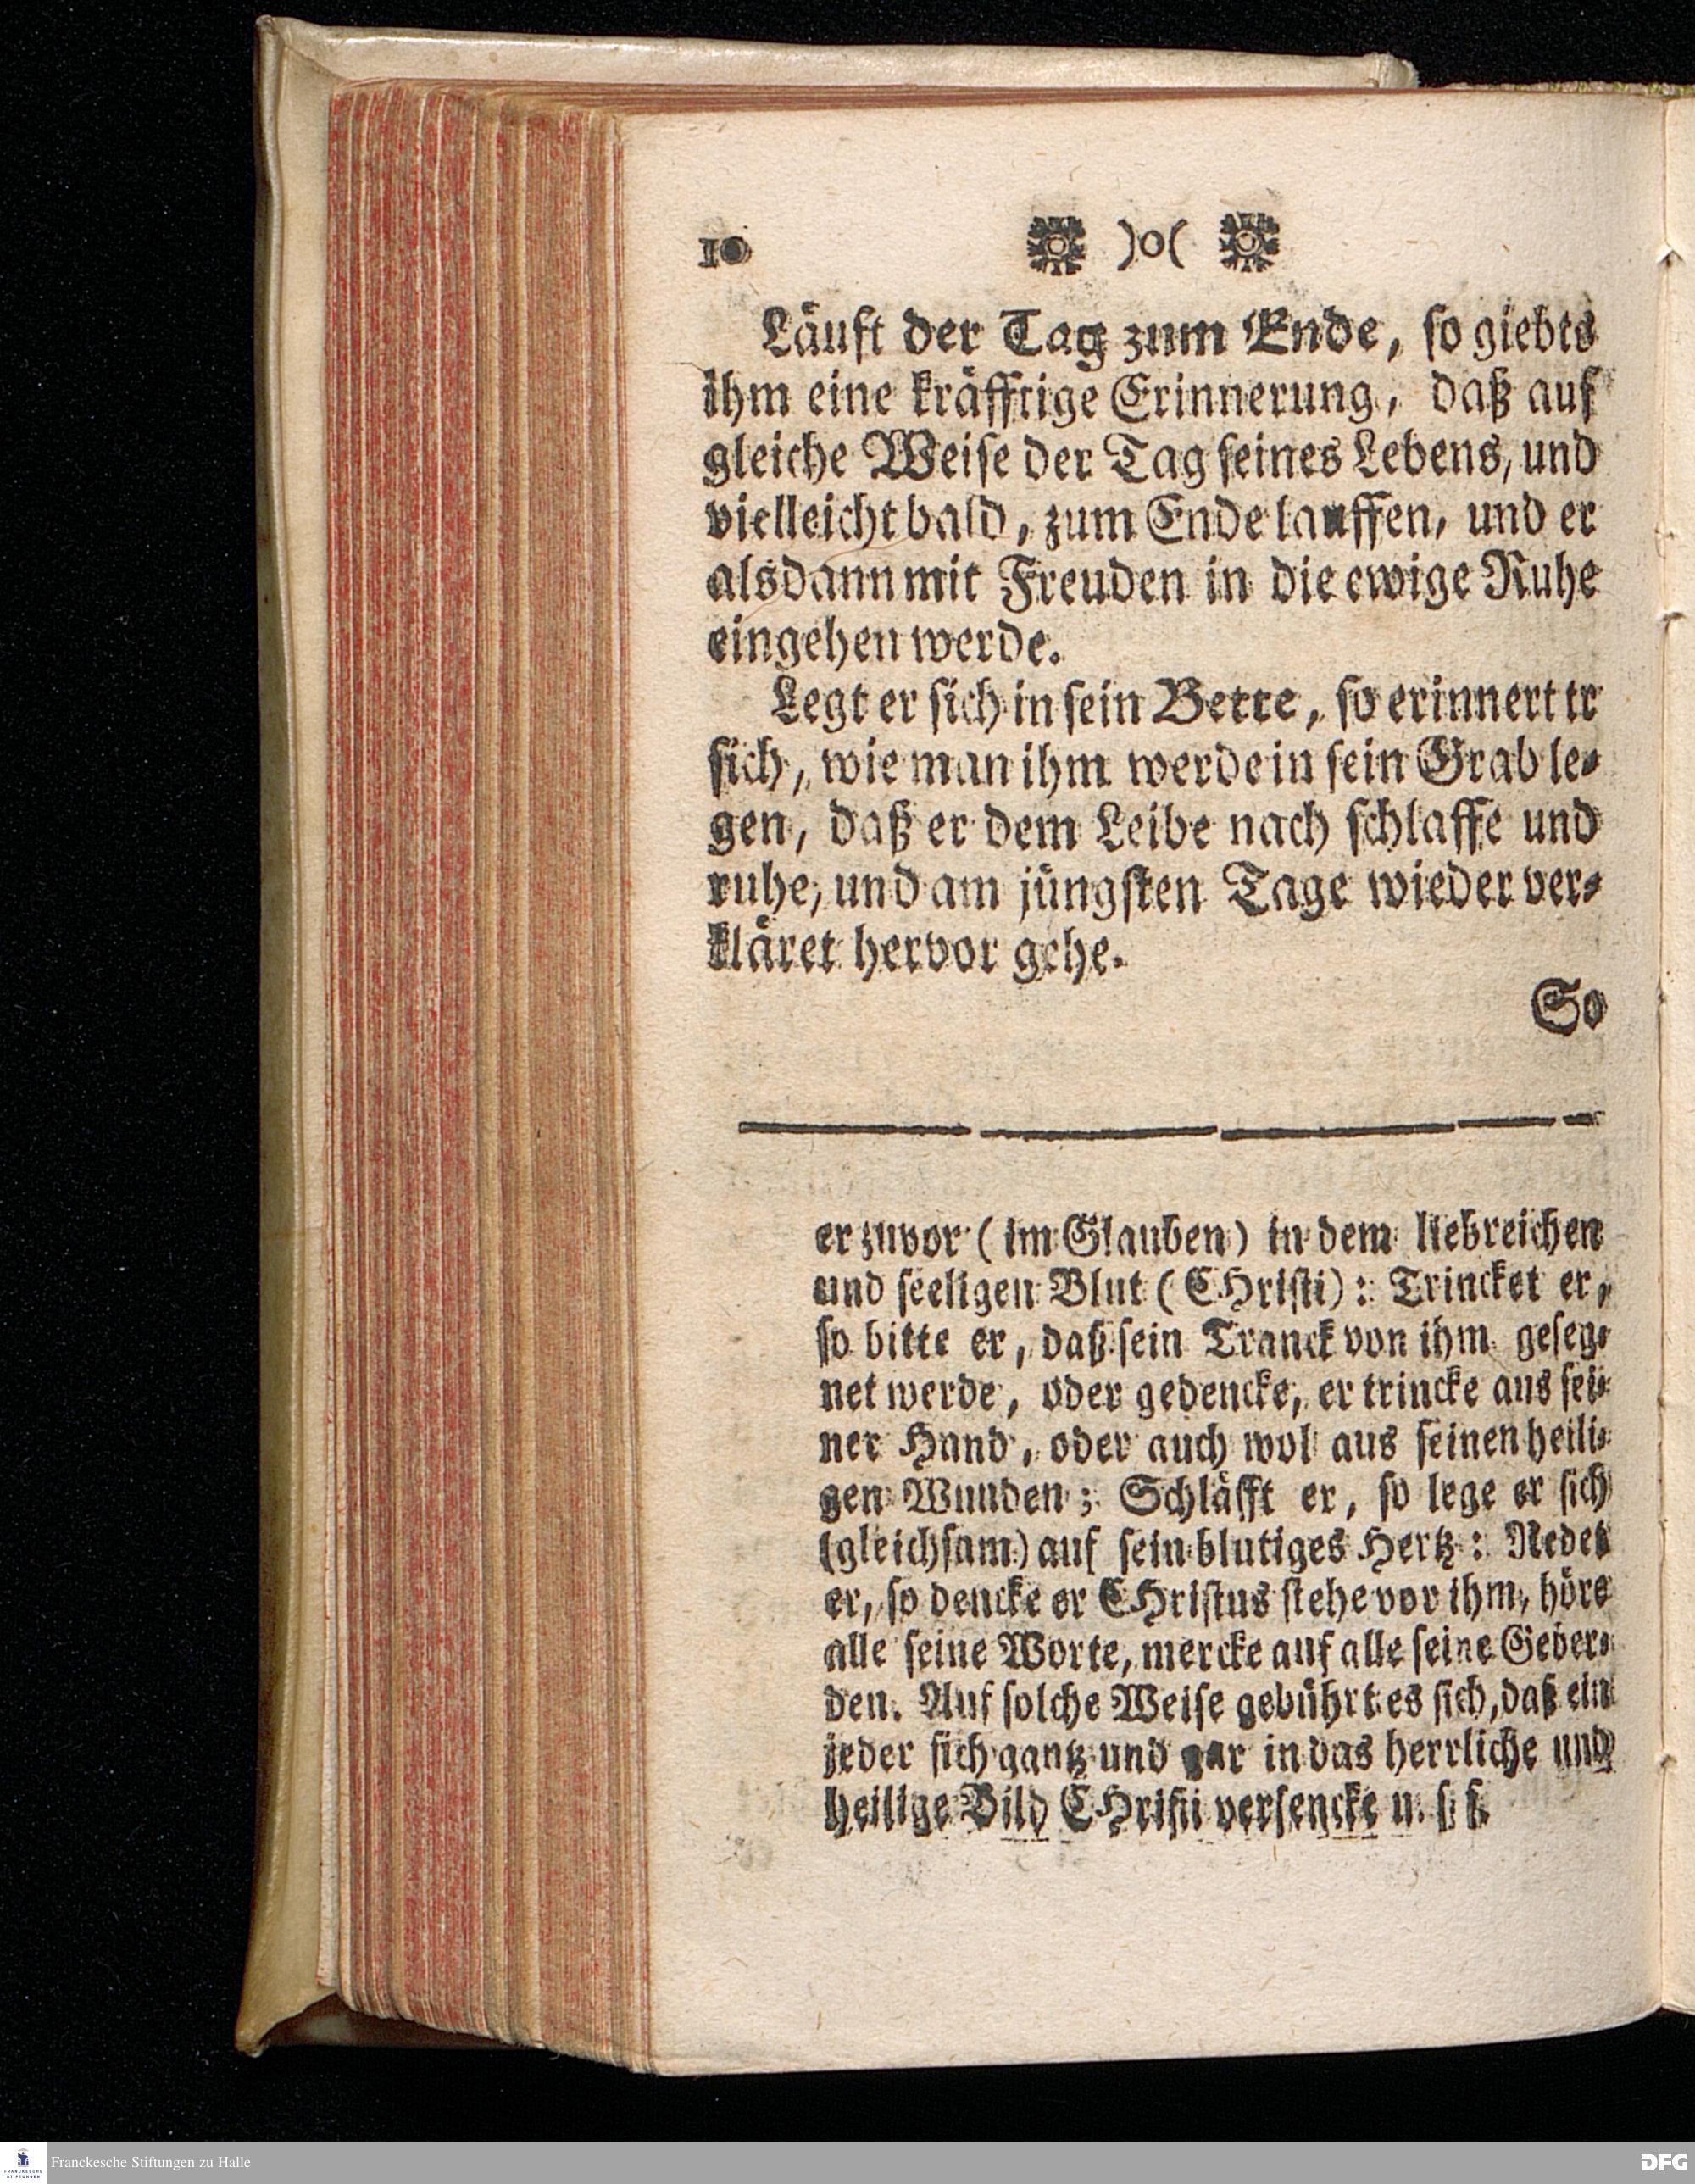 10 )o(
Läuft der Tag zum Ende, so giebts
ihm eine kräfftige Erinnerung, daß auf
gleiche Weise der Tag seines Lebens, und
vielleicht bald, zum Ende lauffen, und er
alsdann mit Freuden in die ewige Ruhe
eingehen werde.
Legt er sich in sein Bette, so erinnert er
sich, wie man ihm werde in sein Grab le-
gen, daß er dem Leibe nach schlaffe und
ruhe, und am jüngsten Tage wieder ver-
kläret hervor gehe.
So
er zuvor (im Glauben) in dem liebreichen
und seeligen Blut (CHristi): Trincket er,
so bitte er, daß sein Tranck von ihm geseg-
net werde, oder gedencke, er trincke aus sei-
ner Hand, oder auch wol aus seinen heili-
gen Wunden; Schläfft er, so lege er sich
(gleichsam) auf sein blutiges Hertz: Redet
er, so dencke er CHristus stehe vor ihm, höre
alle seine Worte, mercke auf alle seine Geber-
den. Auf solche Weise gebührt es sich, daß ein
jeder sich gantz und gar in das herrliche und
heilige Bild CHristi versencke u. s. f.
FRANCKESCHE
STIFTUNGEN
Franckesche Stiftungen zu Halle
DFG